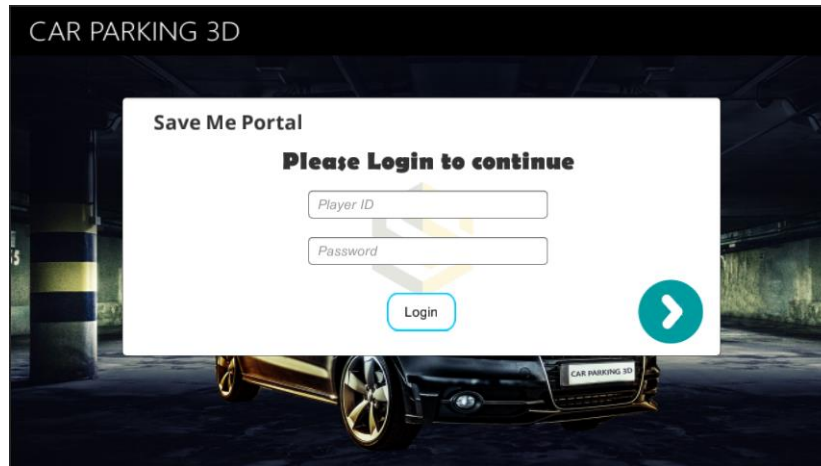 CAR PARKING 3D
Save Me Portal
Please Login to continue
Player ID
Password
Login
CAR PARKING 3D